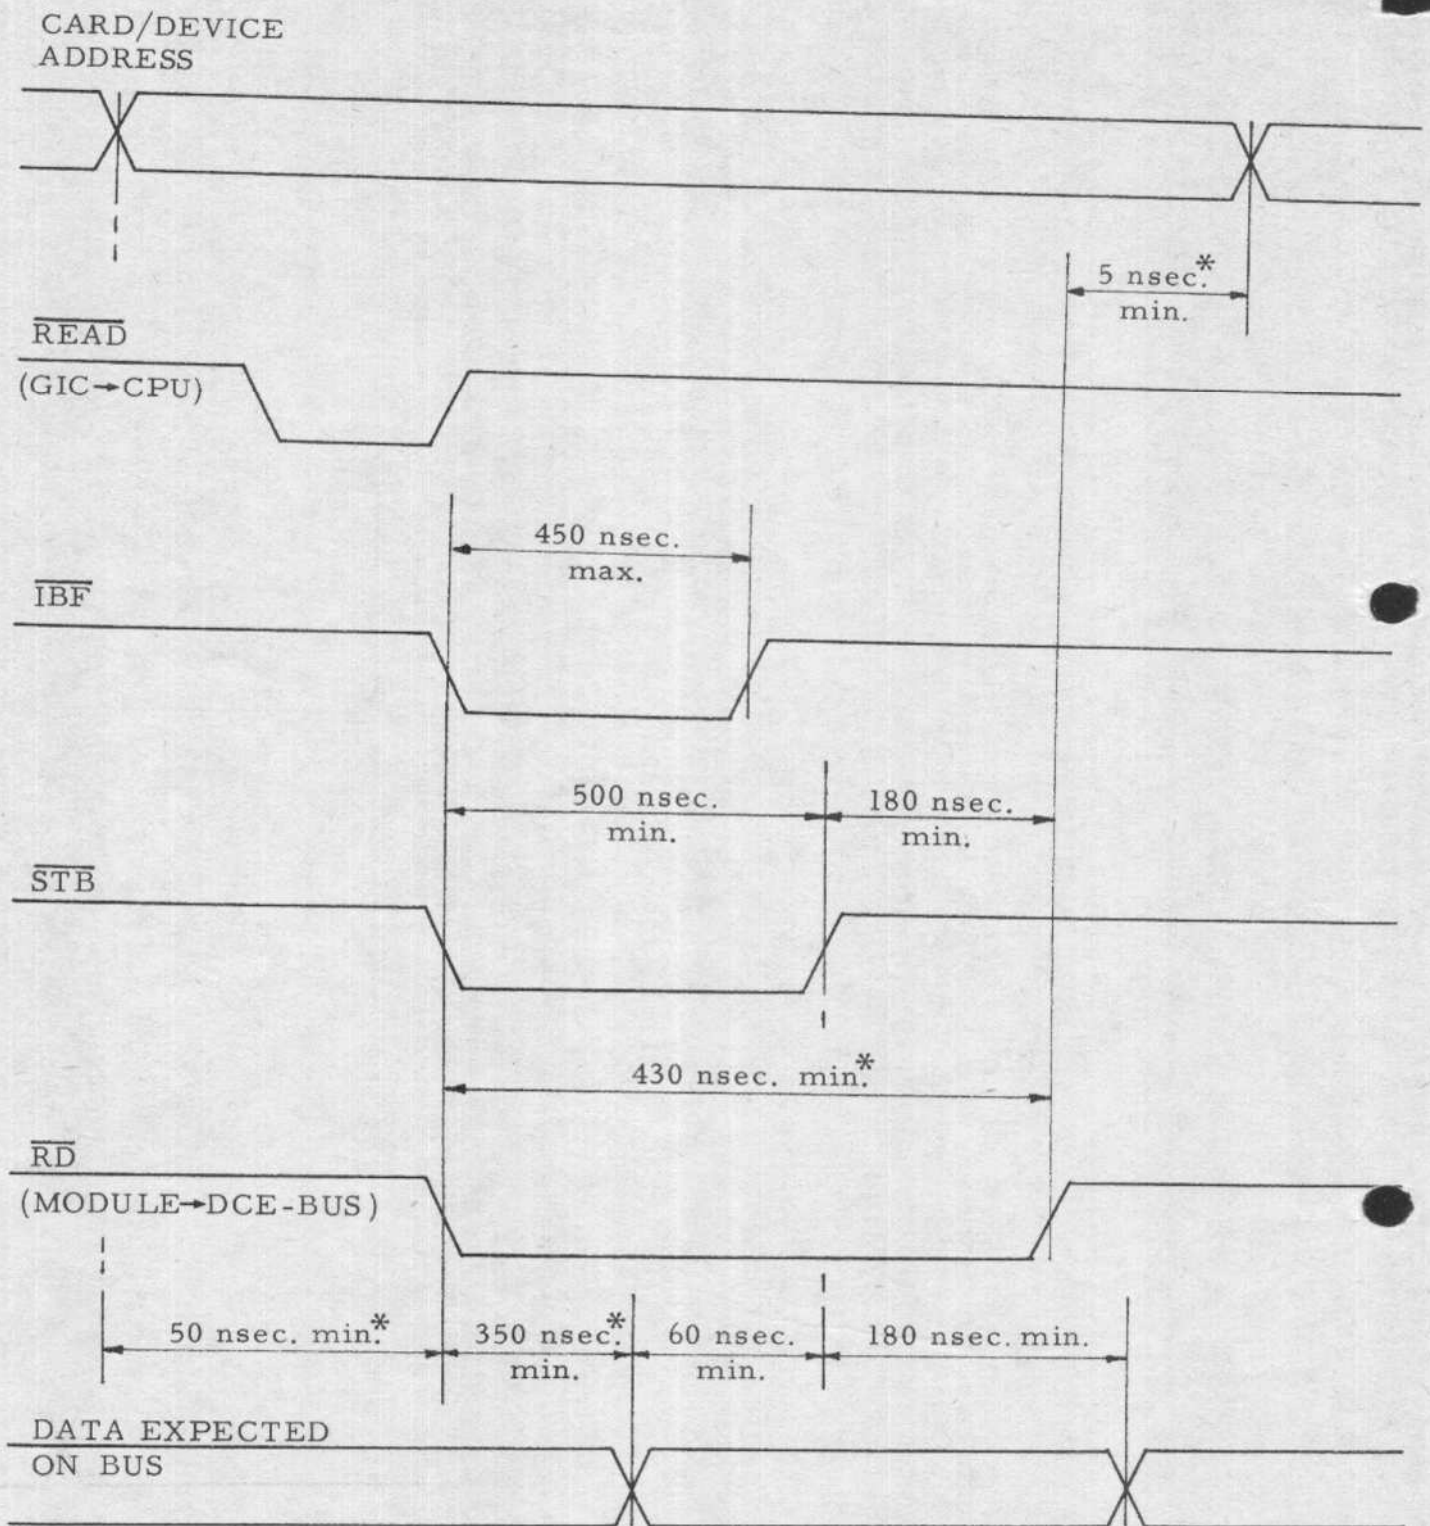 CARD/DEVICE
ADDRESS
5 nsec.*
min.
READ
(GIC→CPU)
450 nsec.
max.
IBF
500 nsec.
min.
180 nsec.
min.
STB
430 nsec. min.*
RD
(MODULE→DCE-BUS)
50 nsec. min.*
350 nsec.*
min.
60 nsec.
min.
180 nsec. min.
DATA EXPECTED
ON BUS